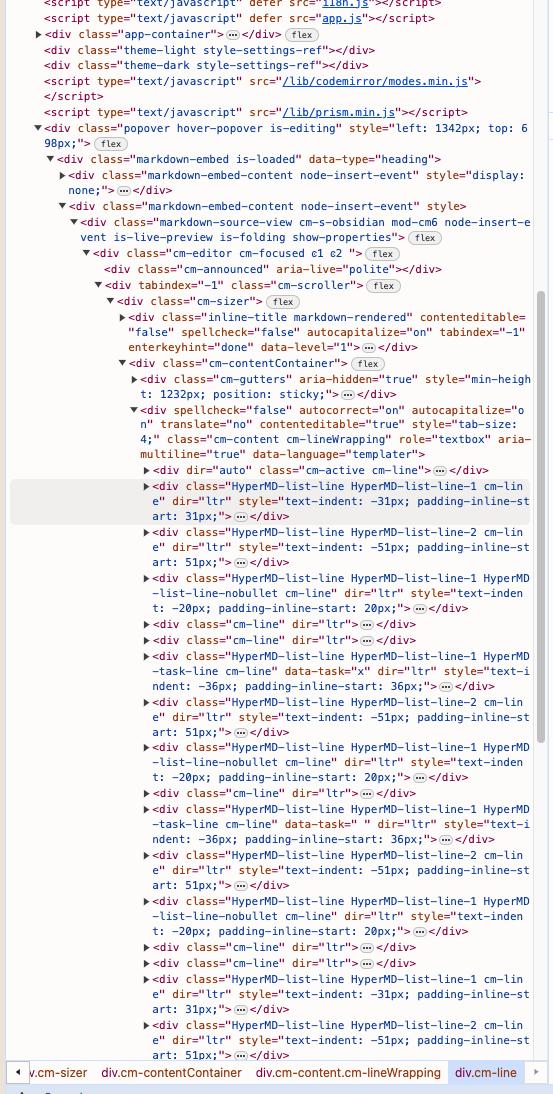 <script type="text/javascript" defer src="i18n.js"></script>
<script type="text/javascript" defer src="app.js"></script>
<div class="app-container">…</div> flex
<div class="theme-light style-settings-ref"></div>
<div class="theme-dark style-settings-ref"></div>
<script type="text/javascript" src="/lib/codemirror/modes.min.js">
</script>
<script type="text/javascript" src="/lib/prism.min.js"></script>
<div class="popover hover-popover is-editing" style="left: 1342px; top: 6
98px;"> flex
<div class="markdown-embed is-loaded" data-type="heading">
<div class="markdown-embed-content node-insert-event" style="display:
none;">…</div>
<div class="markdown-embed-content node-insert-event" style>
<div class="markdown-source-view cm-s-obsidian mod-cm6 node-insert-e
vent is-live-preview is-folding show-properties"> flex
<div class="cm-editor cm-focused ͼ1 ͼ2 "> flex
<div class="cm-announced" aria-live="polite"></div>
<div tabindex="-1" class="cm-scroller"> flex
<div class="cm-sizer"> flex
<div class="inline-title markdown-rendered" contenteditable=
"false" spellcheck="false" autocapitalize="on" tabindex="-1"
enterkeyhint="done" data-level="1">…</div>
<div class="cm-contentContainer"> flex
<div class="cm-gutters" aria-hidden="true" style="min-heigh
t: 1232px; position: sticky;">…</div>
<div spellcheck="false" autocorrect="on" autocapitalize="o
n" translate="no" contenteditable="true" style="tab-size:
4;" class="cm-content cm-lineWrapping" role="textbox" aria-
multiline="true" data-language="templater">
<div dir="auto" class="cm-active cm-line">…</div>
<div class="HyperMD-list-line HyperMD-list-line-1 cm-lin
e" dir="ltr" style="text-indent: -31px; padding-inline-st
art: 31px;">…</div>
<div class="HyperMD-list-line HyperMD-list-line-2 cm-lin
e" dir="ltr" style="text-indent: -51px; padding-inline-st
art: 51px;">…</div>
<div class="HyperMD-list-line HyperMD-list-line-1 HyperMD
-list-line-nobullet cm-line" dir="ltr" style="text-inden
t: -20px; padding-inline-start: 20px;">…</div>
<div class="cm-line" dir="ltr">…</div>
<div class="cm-line" dir="ltr">…</div>
<div class="HyperMD-list-line HyperMD-list-line-1 HyperMD
-task-line cm-line" data-task="x" dir="ltr" style="text-i
ndent: -36px; padding-inline-start: 36px;">…</div>
<div class="HyperMD-list-line HyperMD-list-line-2 cm-lin
e" dir="ltr" style="text-indent: -51px; padding-inline-st
art: 51px;">…</div>
<div class="HyperMD-list-line HyperMD-list-line-1 HyperMD
-list-line-nobullet cm-line" dir="ltr" style="text-inden
t: -20px; padding-inline-start: 20px;">…</div>
<div class="cm-line" dir="ltr">…</div>
<div class="HyperMD-list-line HyperMD-list-line-1 HyperMD
-task-line cm-line" data-task=" " dir="ltr" style="text-i
ndent: -36px; padding-inline-start: 36px;">…</div>
<div class="HyperMD-list-line HyperMD-list-line-2 cm-lin
e" dir="ltr" style="text-indent: -51px; padding-inline-st
art: 51px;">…</div>
<div class="HyperMD-list-line HyperMD-list-line-1 HyperMD
-list-line-nobullet cm-line" dir="ltr" style="text-inden
t: -20px; padding-inline-start: 20px;">…</div>
<div class="cm-line" dir="ltr">…</div>
<div class="cm-line" dir="ltr">…</div>
<div class="HyperMD-list-line HyperMD-list-line-1 cm-lin
e" dir="ltr" style="text-indent: -31px; padding-inline-st
art: 31px;">…</div>
<div class="HyperMD-list-line HyperMD-list-line-2 cm-lin
e" dir="ltr" style="text-indent: -51px; padding-inline-st
art: 51px;">…</div>
v.cm-sizer div.cm-contentContainer div.cm-content.cm-lineWrapping div.cm-line